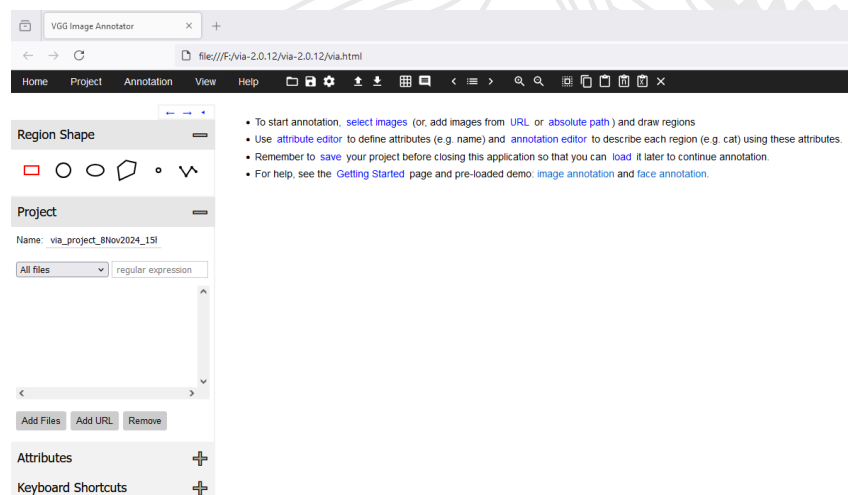 VGG Image Annotator
file:///F:/via-2.0.12/via-2.0.12/via.html
Home Project Annotation View Help
Region Shape
Project
Name: via_project_8Nov2024_15l
All files regular expression
Add Files Add URL Remove
Attributes
Keyboard Shortcuts
To start annotation, select images (or, add images from URL or absolute path ) and draw regions
Use attribute editor to define attributes (e.g. name) and annotation editor to describe each region (e.g. cat) using these attributes.
Remember to save your project before closing this application so that you can load it later to continue annotation.
For help, see the Getting Started page and pre-loaded demo: image annotation and face annotation.